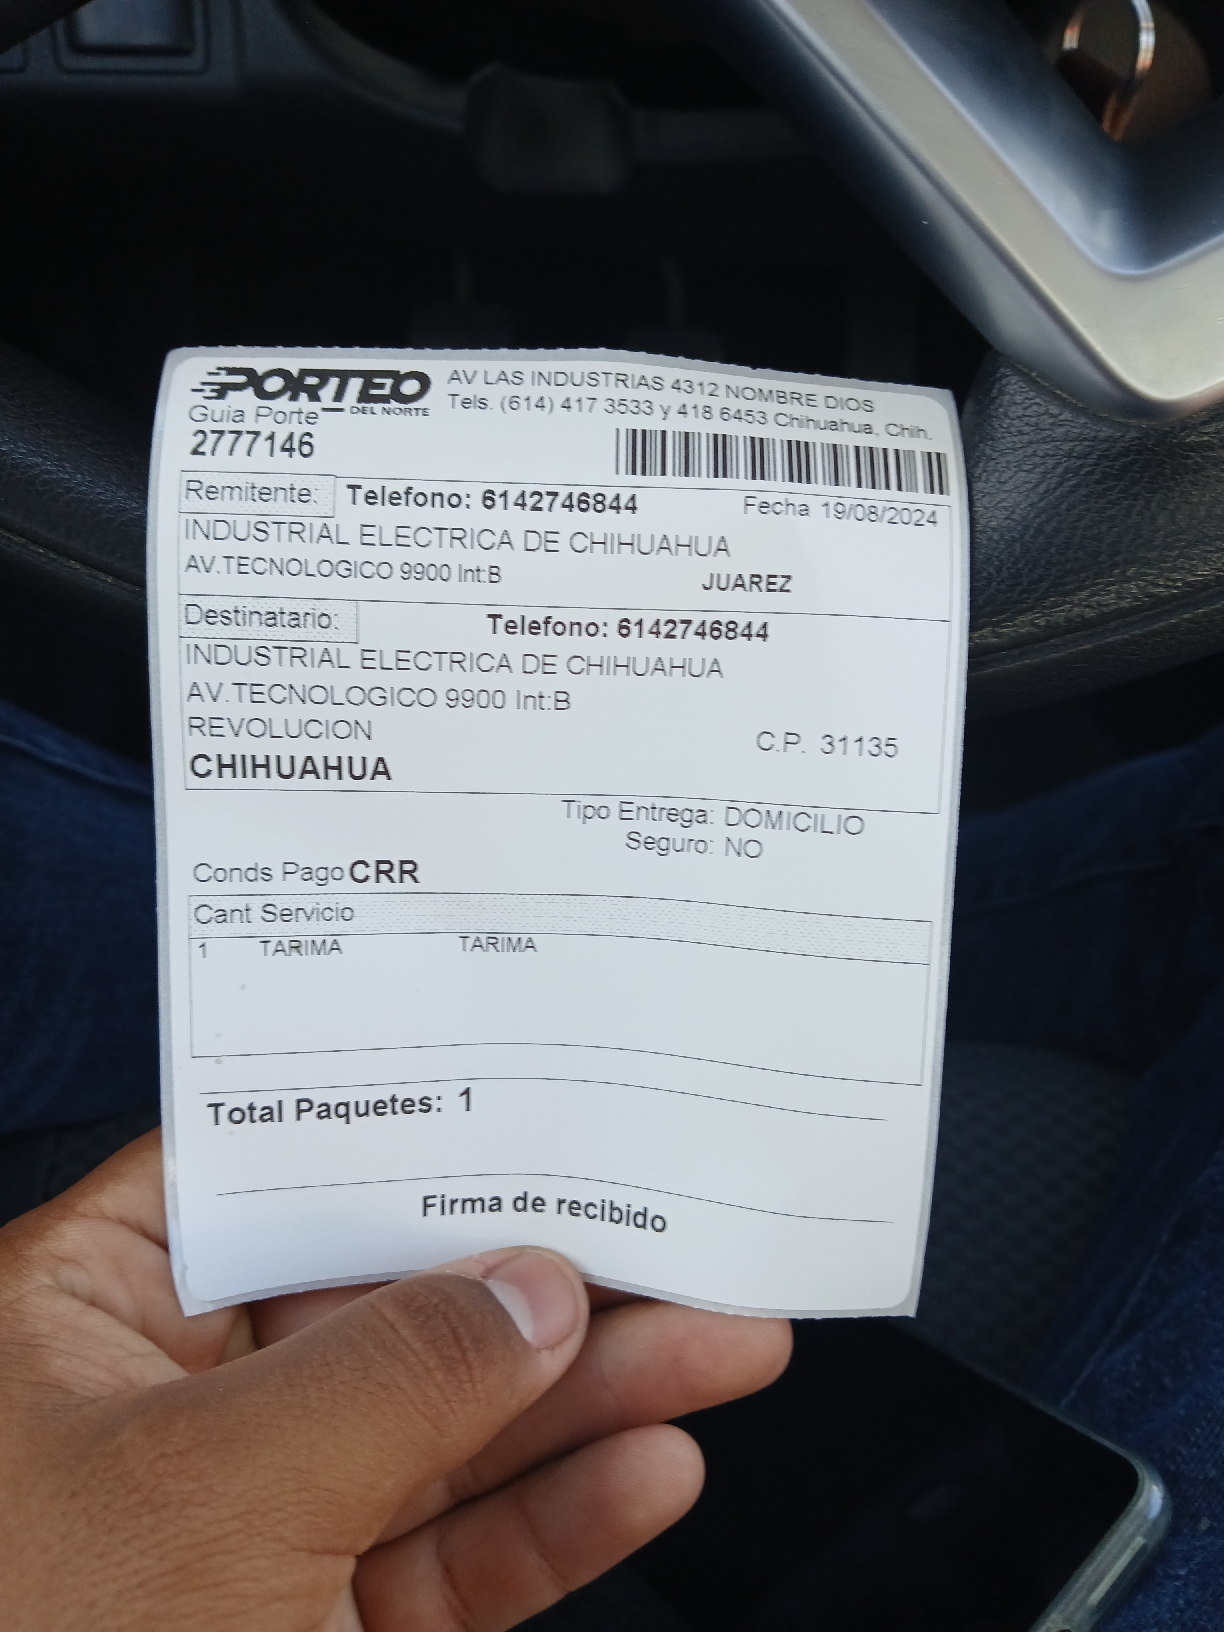 PORTEO
DEL NORTE
AV LAS INDUSTRIAS 4312 NOMBRE DIOS
Tels. (614) 417 3533 y 418 6453 Chihuahua, Chih.
Guia Porte
2777146
Remitente: Telefono: 6142746844 Fecha 19/08/2024
INDUSTRIAL ELECTRICA DE CHIHUAHUA
AV.TECNOLOGICO 9900 Int:B JUAREZ
Destinatario: Telefono: 6142746844
INDUSTRIAL ELECTRICA DE CHIHUAHUA
AV.TECNOLOGICO 9900 Int:B
REVOLUCION C.P. 31135
CHIHUAHUA
Tipo Entrega: DOMICILIO
Seguro: NO
Conds Pago CRR
Cant Servicio
1 TARIMA TARIMA
Total Paquetes: 1
Firma de recibido